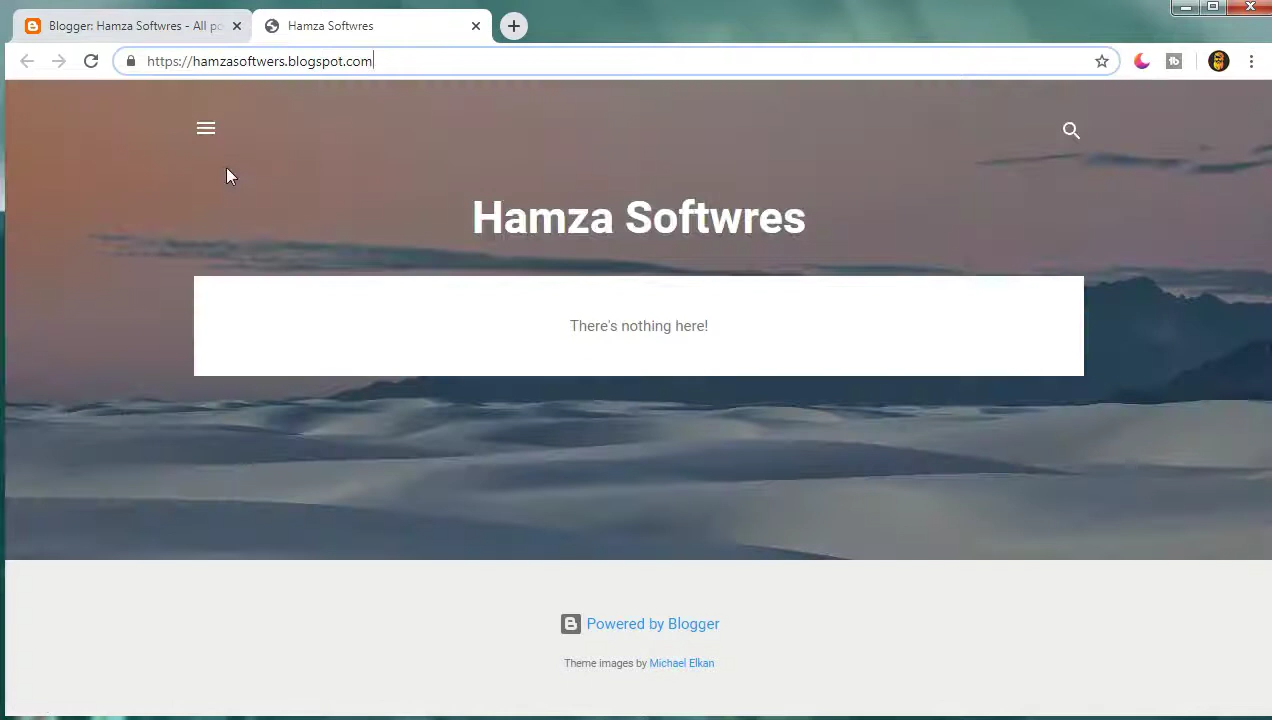 Blogger: Hamza Softwres - All po
Hamza Softwres
https://hamzasoftwers.blogspot.com
Hamza Softwres
There's nothing here!
Powered by Blogger
Theme images by Michael Elkan